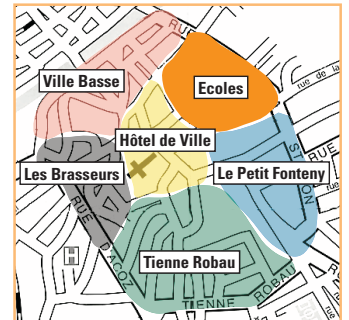 RUE
Ville Basse
Ecoles
rue de la
Hôtel de Ville
RUE
Les Brasseurs
Le Petit Fonteny
RUE
D'ACOZ
H
Tienne Robau
TIENNE ROBAU
rue